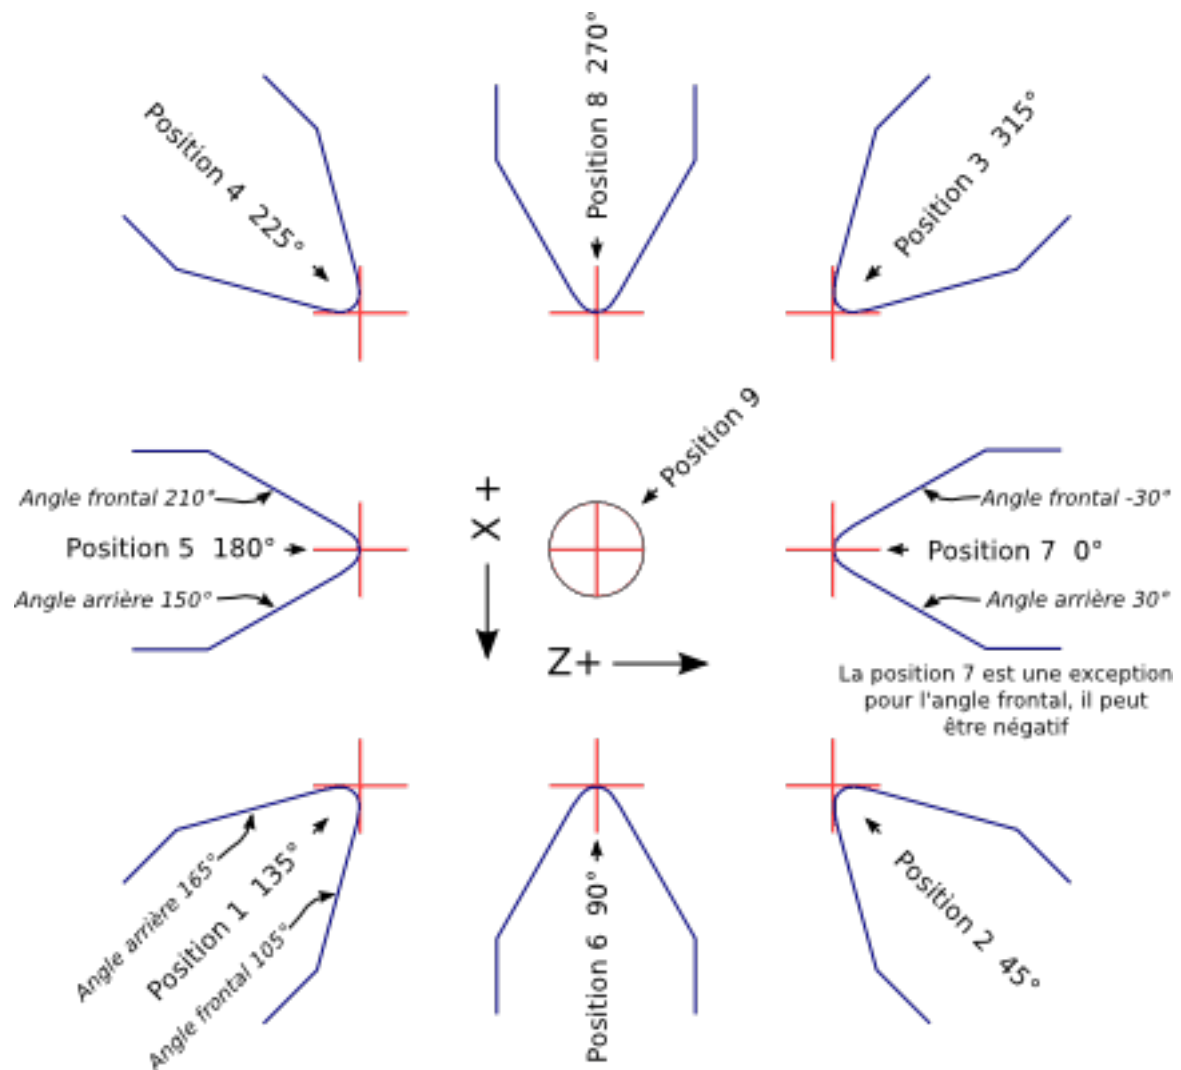 Position 4 225°
Position 8 270°
Position 3 315°
Position 9
Angle frontal 210°
Position 5 180°
Angle arrière 150°
X +
Z+
Angle frontal -30°
Position 7 0°
Angle arrière 30°
La position 7 est une exception
pour l'angle frontal, il peut
être négatif
Angle arrière 165°
Position 1 135°
Angle frontal 105°
Position 6 90°
Position 2 45°